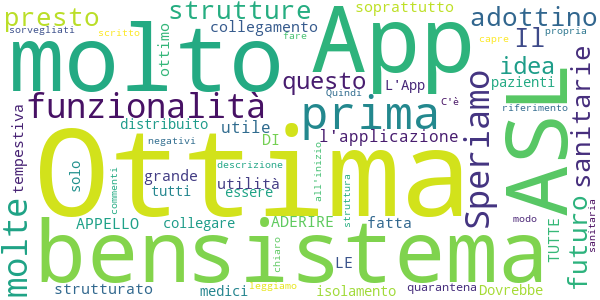 presto
strutture
soprattutto
adottino
sorvegliati
scritto
collegamento
fare
propria
molto
App
ottimo
Il
capre
questo
L'App
idea
pazienti
funzionalità
prima
Quindi
C'è
ASL
riferimento
sanitarie
tempestiva
distribuito
utile
l'applicazione
Speriamo
Ottima
negativi
DI
solo
grande
tutti
utilità
descrizione
essere
all'inizio
commenti
struttura
molte
APPELLO
collegare
ADERIRE
fatta
TUTTE
modo
futuro
sanitaria
bensistema
chiaro
LE
strutturato
medici
leggiamo
isolamento
quarantena
Dovrebbe